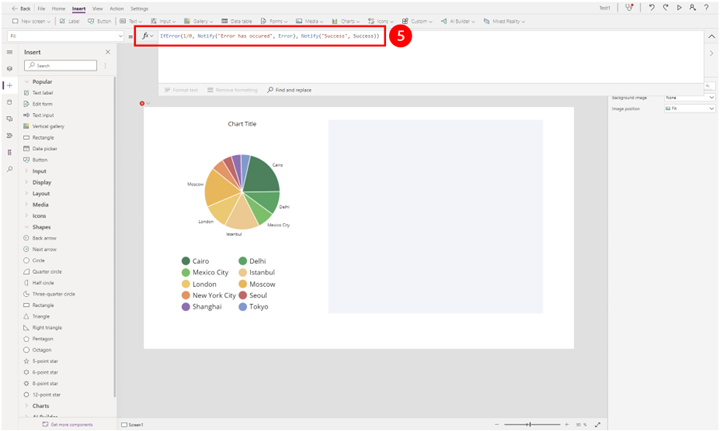 File
Home
Insert
View
Action
Settings
Test1
New screen
Label
Button
Text
Input
Gallery
Data table
Forms
Media
Charts
Icons
Custom
AI Builder
Mixed Reality
Fill
=
fx
IfError(1/0, Notify("Error has occured", Error), Notify("Success", Success))
5
Format text
Remove formatting
Find and replace
Insert
Search
Popular
Text label
Edit form
Text input
Vertical gallery
Rectangle
Date picker
Button
Input
Display
Layout
Media
Icons
Shapes
Back arrow
Next arrow
Circle
Quarter circle
Half circle
Three-quarter circle
Rectangle
Triangle
Right triangle
Pentagon
Octagon
5-point star
6-point star
8-point star
12-point star
Charts
AI Builder
Get more components
Background image
None
Image position
Fit
Chart Title
Cairo
Moscow
Delhi
London
Mexico City
Istanbul
Cairo
Delhi
Mexico City
Istanbul
London
Moscow
New York City
Seoul
Shanghai
Tokyo
Screen1